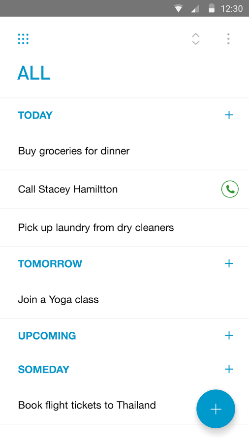 12:30
ALL
TODAY
Buy groceries for dinner
Call Stacey Hamiltton
Pick up laundry from dry cleaners
TOMORROW
Join a Yoga class
UPCOMING
SOMEDAY
Book flight tickets to Thailand